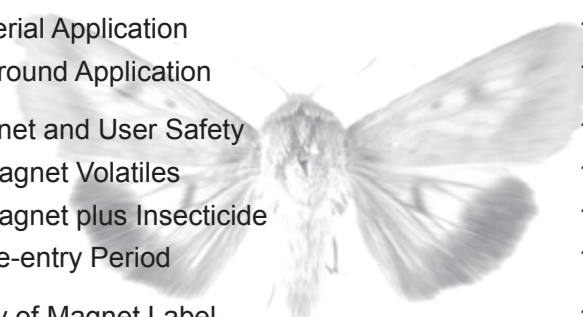 erial Application
round Application
net and User Safety
agnet Volatiles
agnet plus Insecticide
e-entry Period
y of Magnet Label